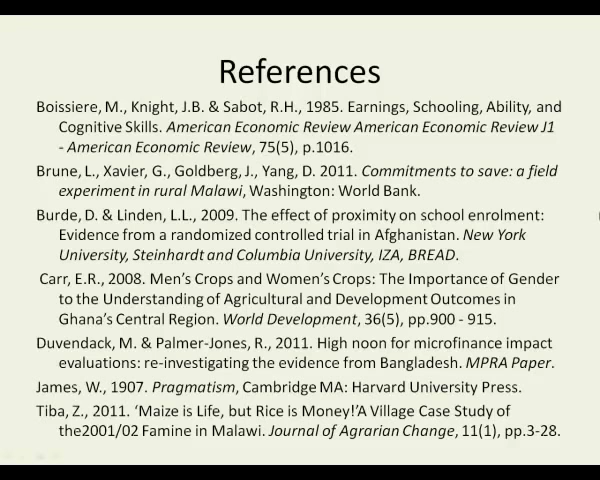 References
Boissiere, M., Knight, J.B. & Sabot, R.H., 1985. Earnings, Schooling, Ability, and
Cognitive Skills. American Economic Review American Economic Review J1
- American Economic Review, 75(5), p.1016.
Brune, L., Xavier, G., Goldberg, J., Yang, D. 2011. Commitments to save: a field
experiment in rural Malawi, Washington: World Bank.
Burde, D. & Linden, L.L., 2009. The effect of proximity on school enrolment:
Evidence from a randomized controlled trial in Afghanistan. New York
University, Steinhardt and Columbia University, IZA, BREAD.
Carr, E.R., 2008. Men’s Crops and Women’s Crops: The Importance of Gender
to the Understanding of Agricultural and Development Outcomes in
Ghana’s Central Region. World Development, 36(5), pp.900 - 915.
Duvendack, M. & Palmer-Jones, R., 2011. High noon for microfinance impact
evaluations: re-investigating the evidence from Bangladesh. MPRA Paper.
James, W., 1907. Pragmatism, Cambridge MA: Harvard University Press.
Tiba, Z., 2011. ‘Maize is Life, but Rice is Money!’A Village Case Study of
the2001/02 Famine in Malawi. Journal of Agrarian Change, 11(1), pp.3-28.